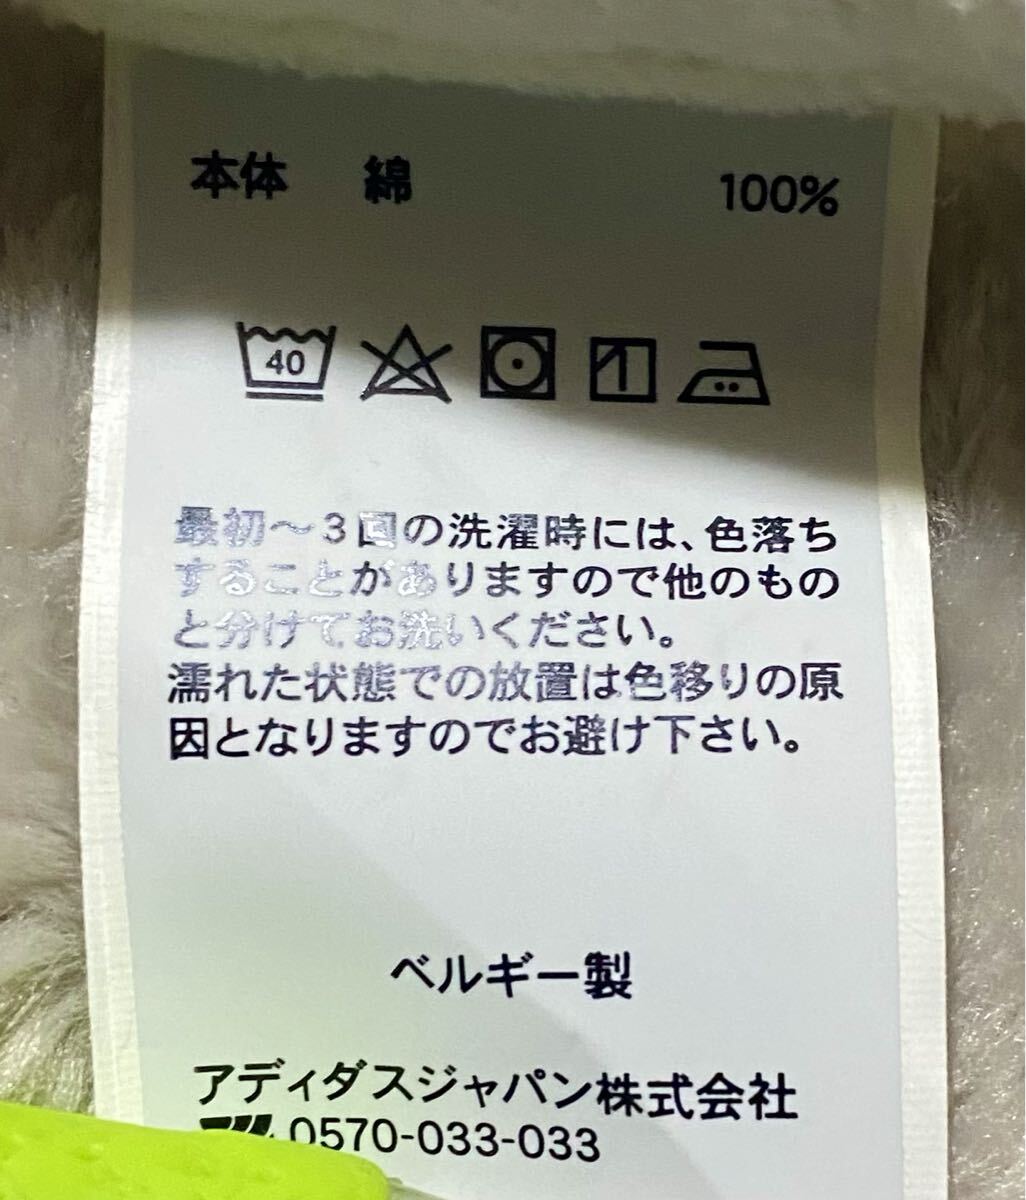 本体 綿 100%
40
最初~3回の洗濯時には、色落ち
することがありますので他のもの
と分けてお洗いください。
濡れた状態での放置は色移りの原
因となりますのでお避け下さい。
ベルギー製
アディダスジャパン株式会社
0570-033-033